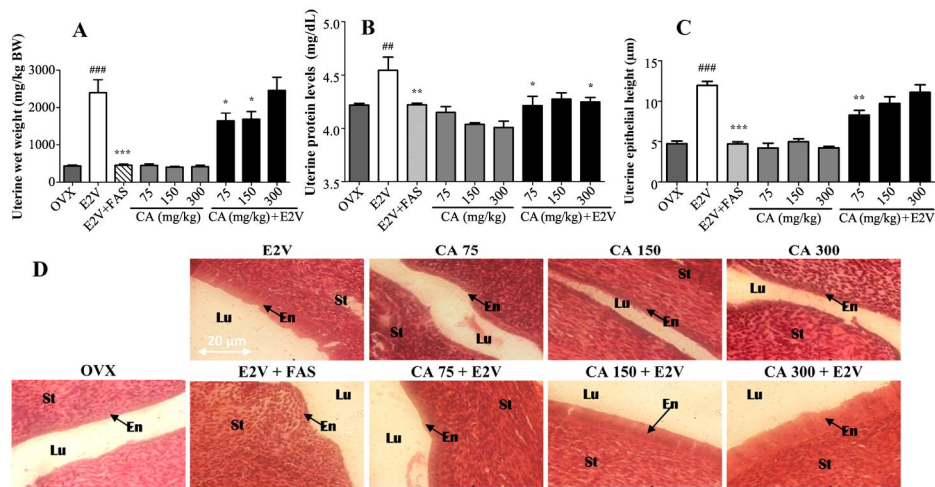 A
Uterine wet weight (mg/kg BW)
3000
2000
1000
0
###
***
*
*
OVX
E2V
E2V+FAS
75
150
300
75
150
300
CA (mg/kg)
CA (mg/kg)+E2V
B
Uterine protein levels (mg/dL)
5.0
4.5
4.0
3.5
##
**
*
*
OVX
E2V
E2V+FAS
75
150
300
75
150
300
CA (mg/kg)
CA (mg/kg)+E2V
C
Uterine epithelial height (µm)
15
10
5
0
###
***
**
OVX
E2V
E2V+FAS
75
150
300
75
150
300
CA (mg/kg)
CA (mg/kg)+E2V
D
E2V
CA 75
CA 150
CA 300
St
Lu
En
20 µm
St
En
Lu
St
Lu
En
Lu
En
St
OVX
E2V + FAS
CA 75 + E2V
CA 150 + E2V
CA 300 + E2V
St
En
Lu
Lu
St
En
Lu
En
St
Lu
En
St
Lu
En
St